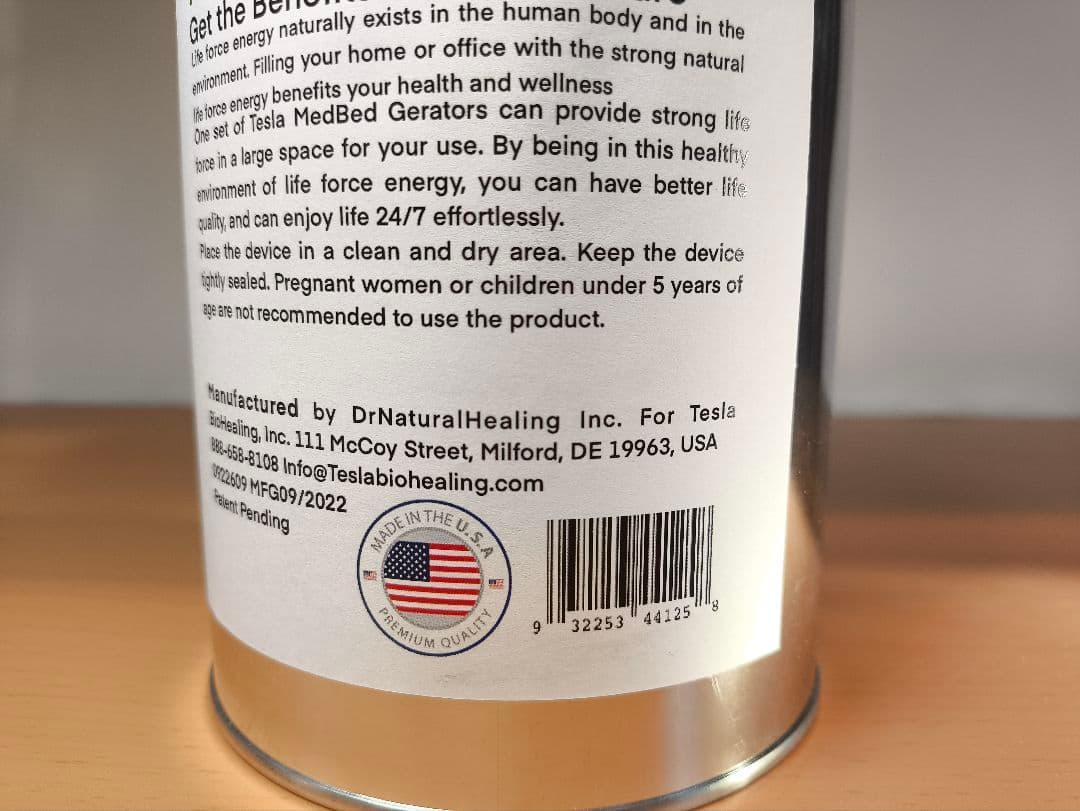 Get the
Life force energy naturally exists in the human body and in the
environment. Filling your home or office with the strong natural
life force energy benefits your health and wellness
One set of Tesla MedBed Gerators can provide strong life
force in a large space for your use. By being in this healthy
environment of life force energy, you can have better life
quality, and can enjoy life 24/7 effortlessly.
Place the device in a clean and dry area. Keep the device
tightly sealed. Pregnant women or children under 5 years of
age are not recommended to use the product.
Manufactured by DrNaturalHealing Inc. For Tesla
BioHealing, Inc. 111 McCoy Street, Milford, DE 19963, USA
888-658-8108 Info@Teslabiohealing.com
0922609 MFG09/2022
Patent Pending
MADE IN THE U.S.A
PREMIUM QUALITY
9 32253 44125 8